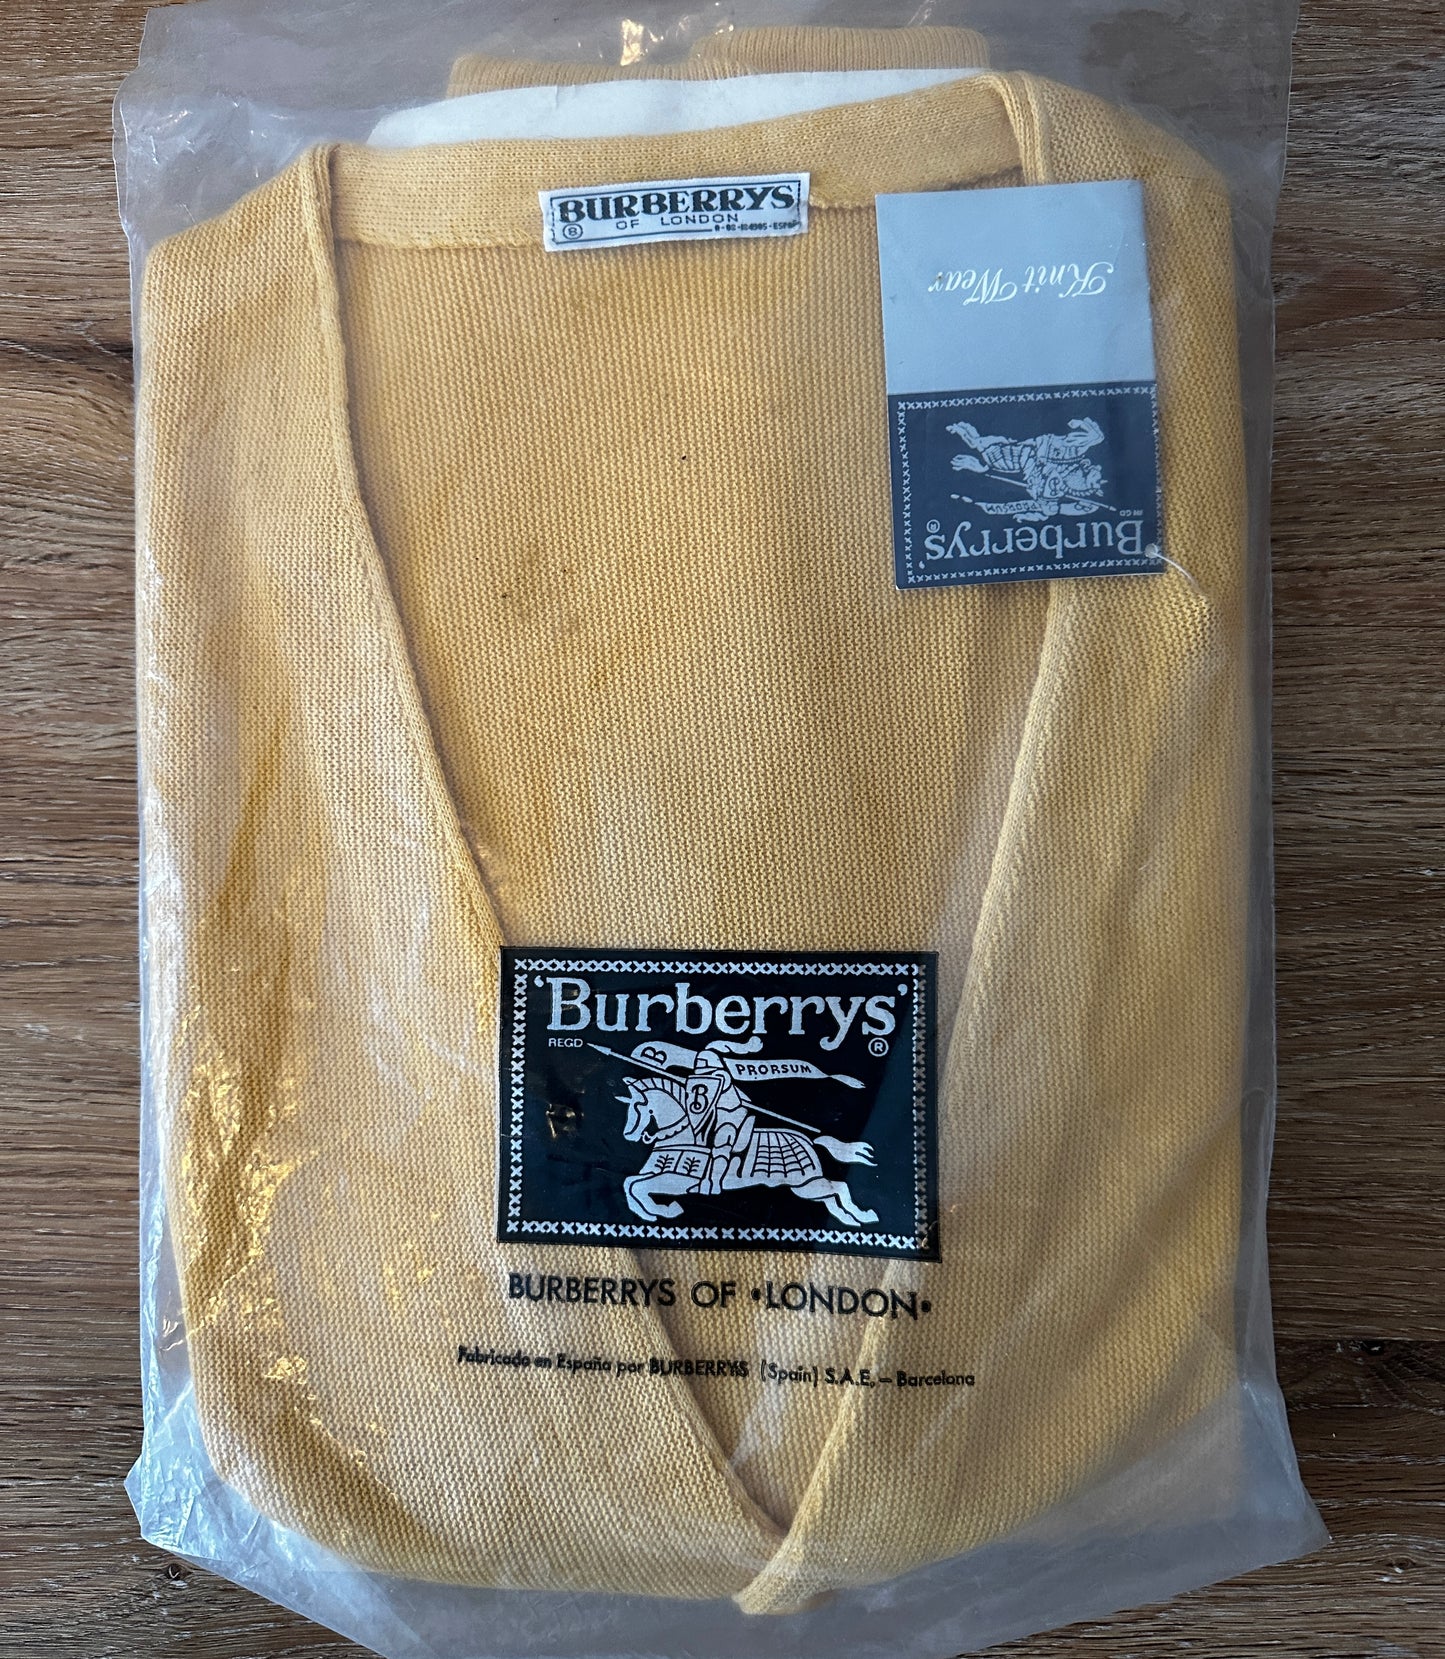 BURBERRYS
OF LONDON
Knit Wear
B
PRORSUM
Burberrys'
®
'Burberrys'
REGD
®
B
PRORSUM
B
BURBERRYS OF •LONDON•
Fabricado en España por BURBERRYS (Spain) S.A.E. – Barcelona